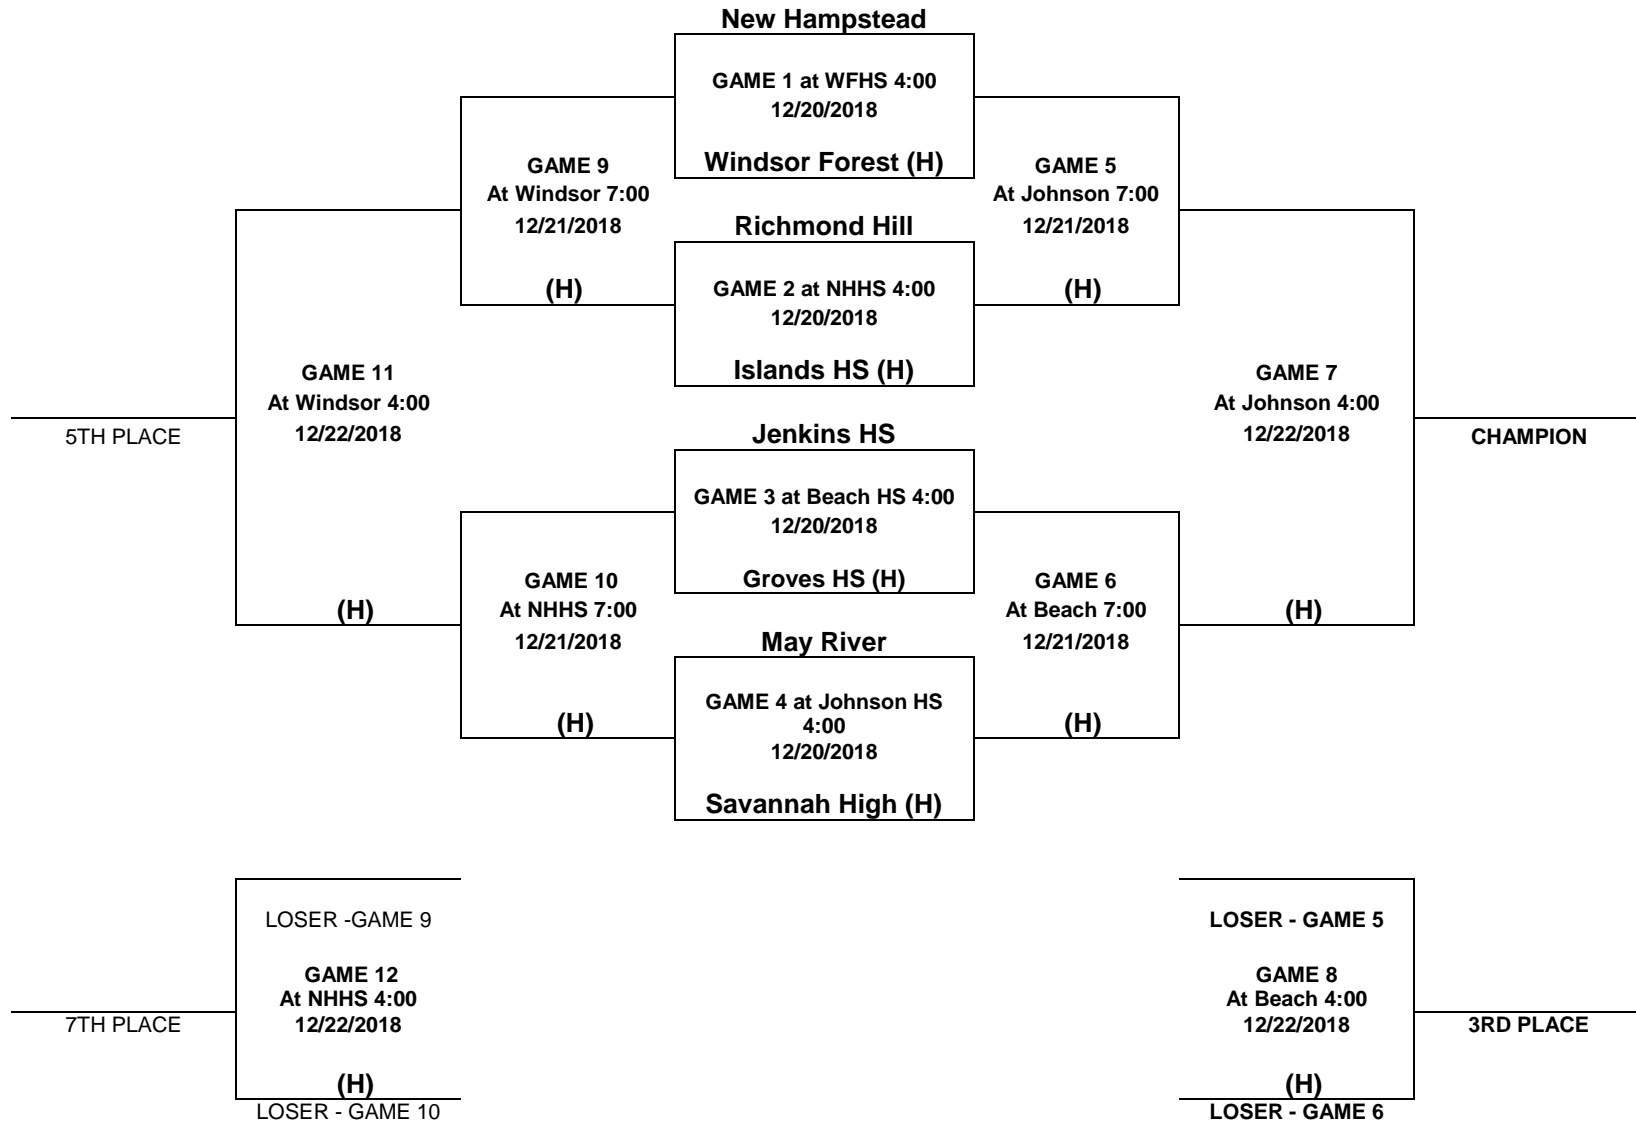 New Hampstead
GAME 1 at WFHS 4:00
12/20/2018
Windsor Forest (H)
GAME 9
At Windsor 7:00
12/21/2018
(H)
GAME 5
At Johnson 7:00
12/21/2018
(H)
Richmond Hill
GAME 2 at NHHS 4:00
12/20/2018
Islands HS (H)
GAME 11
At Windsor 4:00
12/22/2018
(H)
5TH PLACE
GAME 7
At Johnson 4:00
12/22/2018
(H)
CHAMPION
Jenkins HS
GAME 3 at Beach HS 4:00
12/20/2018
Groves HS (H)
GAME 10
At NHHS 7:00
12/21/2018
(H)
GAME 6
At Beach 7:00
12/21/2018
(H)
May River
GAME 4 at Johnson HS
4:00
12/20/2018
Savannah High (H)
LOSER -GAME 9
GAME 12
At NHHS 4:00
12/22/2018
(H)
LOSER - GAME 10
7TH PLACE
LOSER - GAME 5
GAME 8
At Beach 4:00
12/22/2018
(H)
LOSER - GAME 6
3RD PLACE